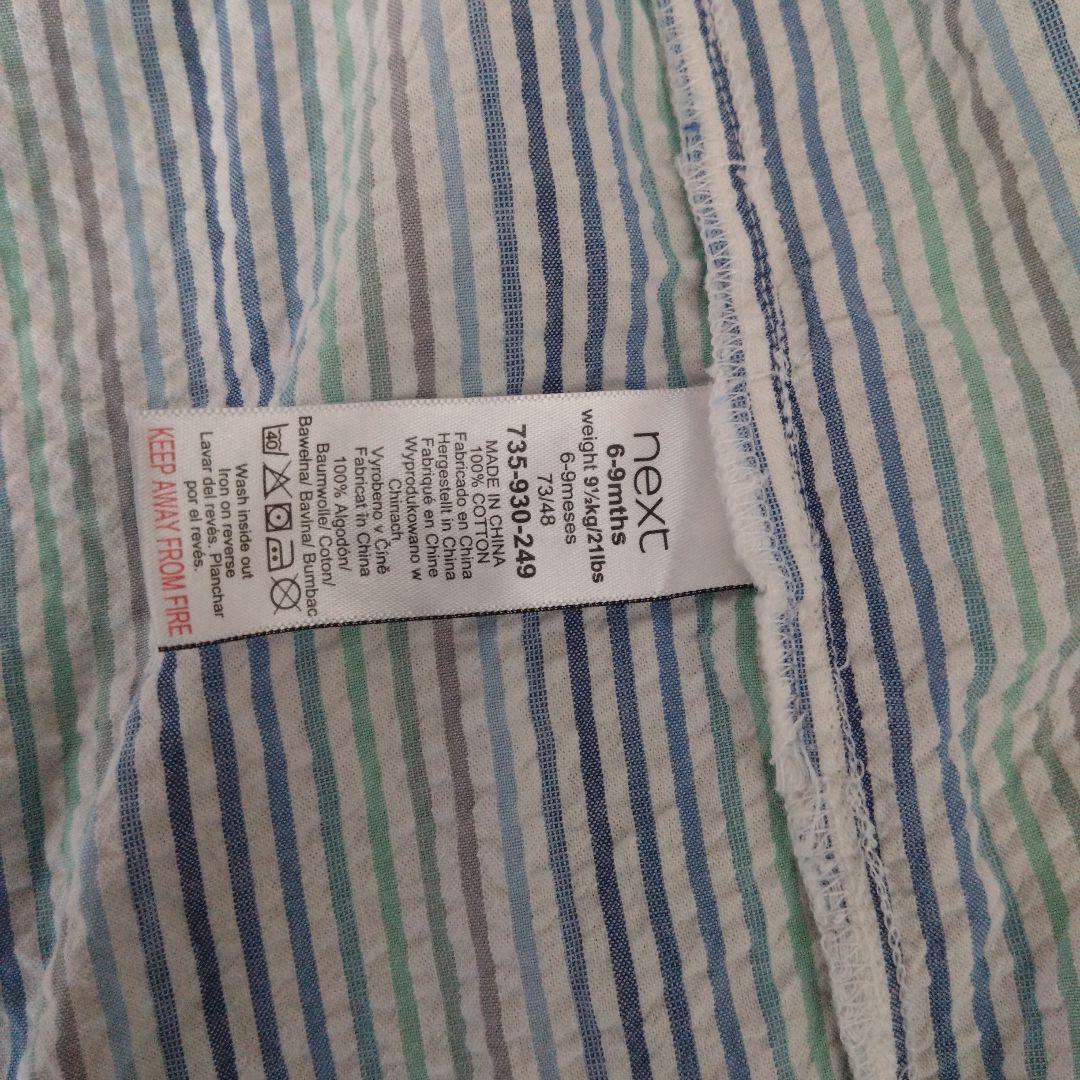 next
6-9mths
weight 9½kg/21lbs
6-9meses
73/48
735-930-249
MADE IN CHINA
100% COTTON
Fabricado en China
Hergestellt in China
Fabriqué en Chine
Wyprodukowano w
Chinach
Vyrobeno v Číně
Fabricat în China
100% Algodón/
Baumwolle/ Coton/
Bawełna/ Bavlna/ Bumbac
40
Wash inside out
Iron on reverse
Lavar del revés. Planchar
por el revés.
KEEP AWAY FROM FIRE